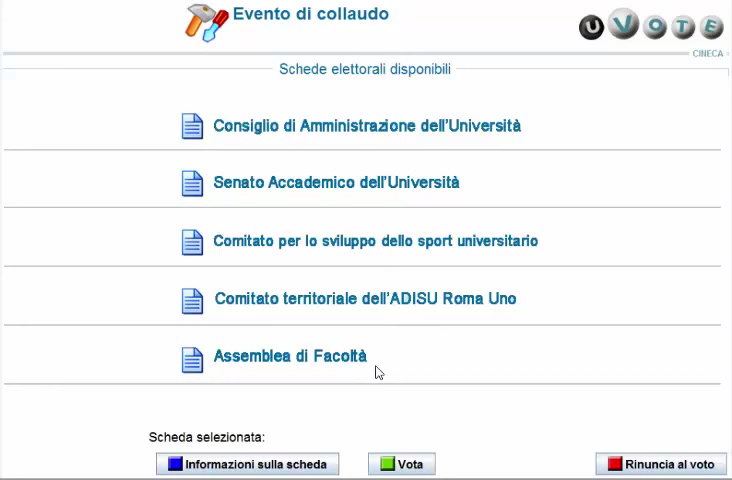 Evento di collaudo
U VOTE
CINECA
Schede elettorali disponibili
Consiglio di Amministrazione dell'Università
Senato Accademico dell'Università
Comitato per lo sviluppo dello sport universitario
Comitato territoriale dell'ADISU Roma Uno
Assemblea di Facoltà
Scheda selezionata:
Informazioni sulla scheda
Vota
Rinuncia al voto